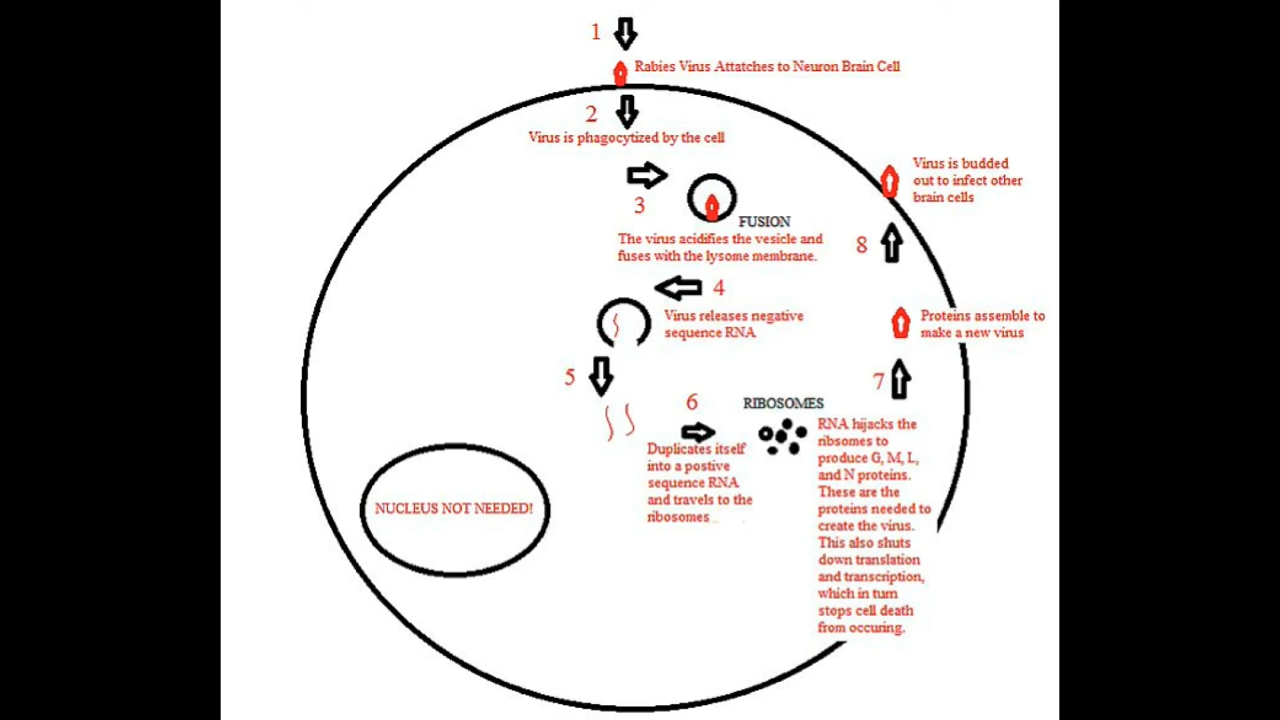 1
Rabies Virus Attatches to Neuron Brain Cell
2
Virus is phagocytized by the cell
3
FUSION
The virus acidifies the vesicle and
fuses with the lysome membrane.
4
Virus releases negative
sequence RNA
5
6
Duplicates itself
into a postive
sequence RNA
and travels to the
ribosomes
RIBOSOMES
RNA hijacks the
ribsomes to
produce G, M, L,
and N proteins.
These are the
proteins needed to
create the virus.
This also shuts
down translation
and transcription,
which in turn
stops cell death
from occuring.
7
Proteins assemble to
make a new virus
8
Virus is budded
out to infect other
brain cells
NUCLEUS NOT NEEDED!